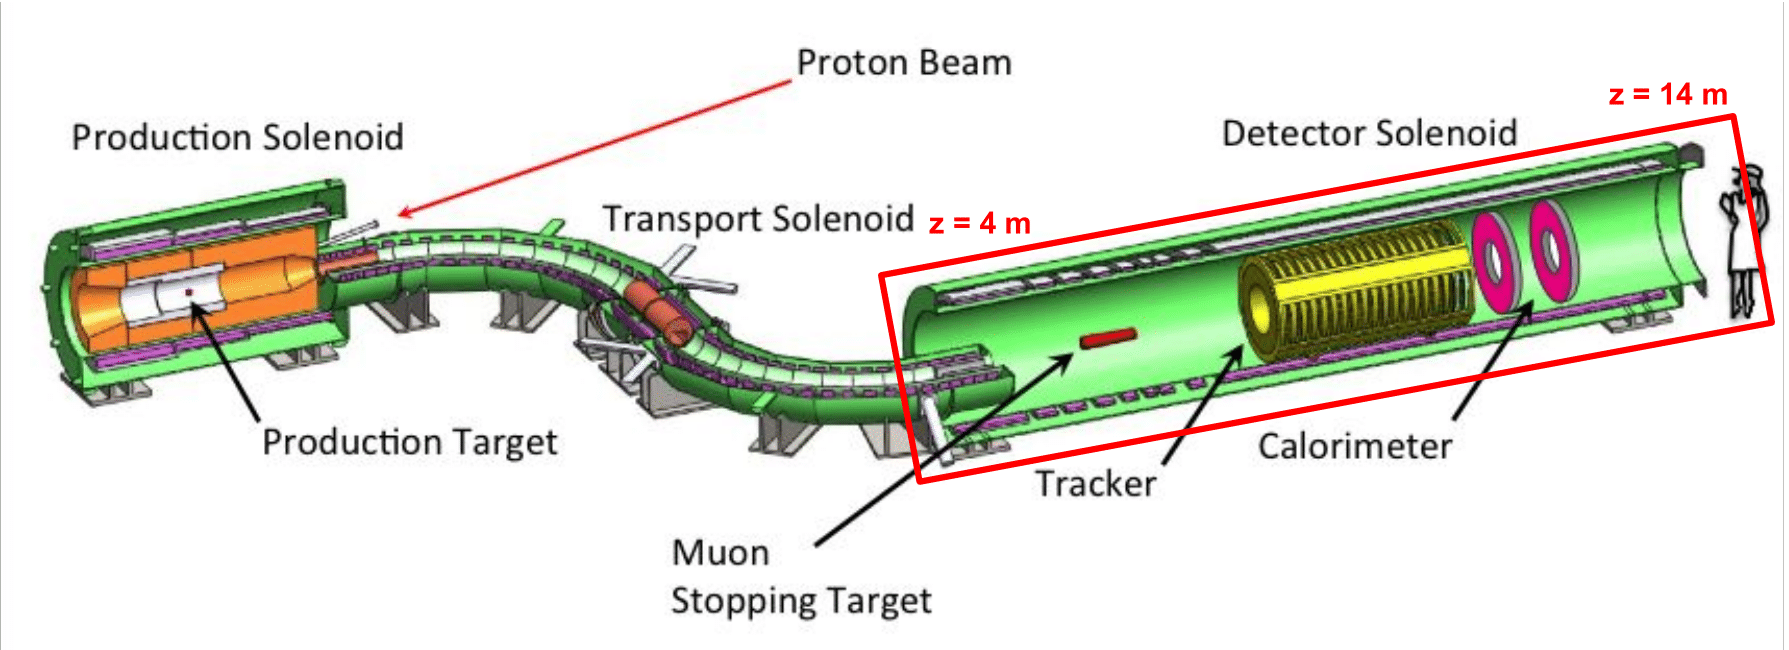 Proton Beam
z = 14 m
Production Solenoid
Detector Solenoid
Transport Solenoid
z = 4 m
Production Target
Calorimeter
Tracker
Muon
Stopping Target